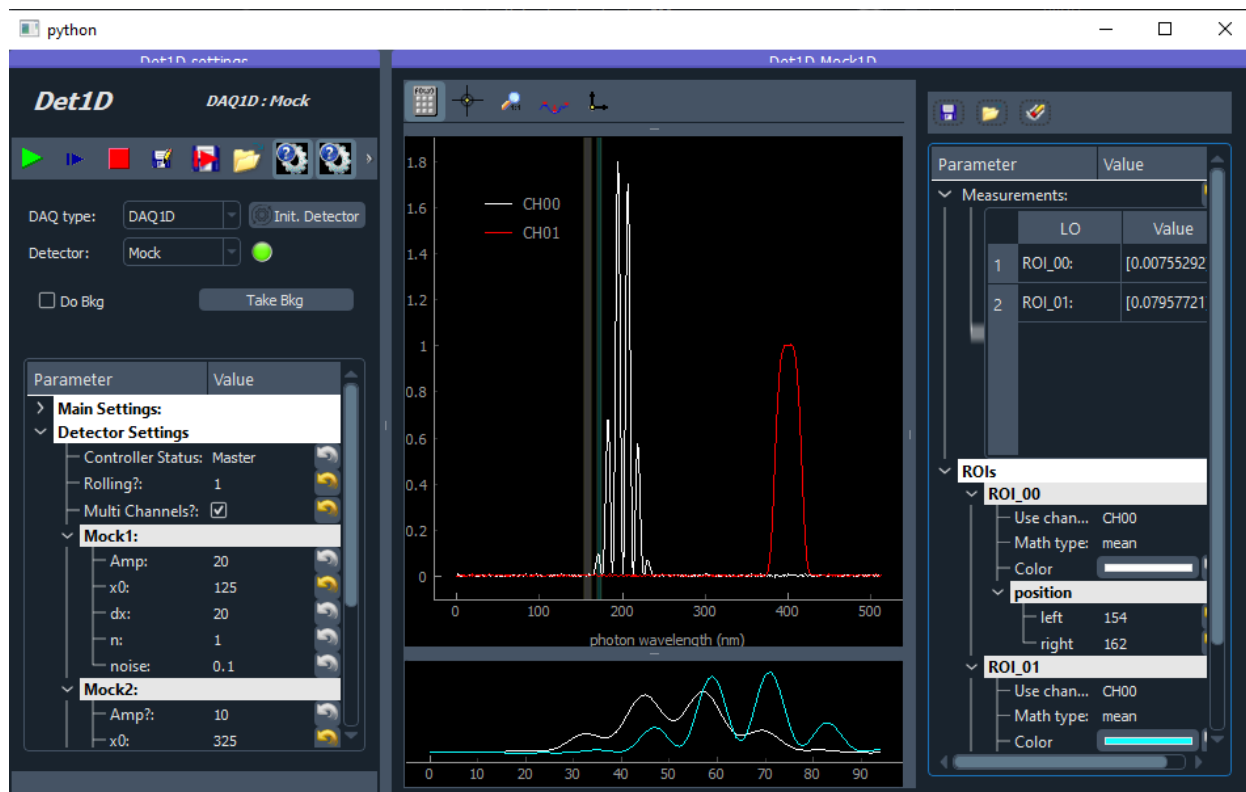 python
Det1D settings
Det1D Mock1D
Det1D
DAQ1D : Mock
DAQ type:
DAQ1D
Init. Detector
Detector:
Mock
Do Bkg
Take Bkg
Parameter Value
Main Settings:
Detector Settings
Controller Status: Master
Rolling?: 1
Multi Channels?:
Mock1:
Amp: 20
x0: 125
dx: 20
n: 1
noise: 0.1
Mock2:
Amp?: 10
x0: 325
1.8
1.6
1.4
1.2
1
0.8
0.6
0.4
0.2
0
CH00
CH01
0 100 200 300 400 500
photon wavelength (nm)
0 10 20 30 40 50 60 70 80 90
Parameter Value
Measurements:
LO Value
1 ROI_00: [0.00755292
2 ROI_01: [0.07957721
ROIs
ROI_00
Use chan... CH00
Math type: mean
Color
position
left 154
right 162
ROI_01
Use chan... CH00
Math type: mean
Color